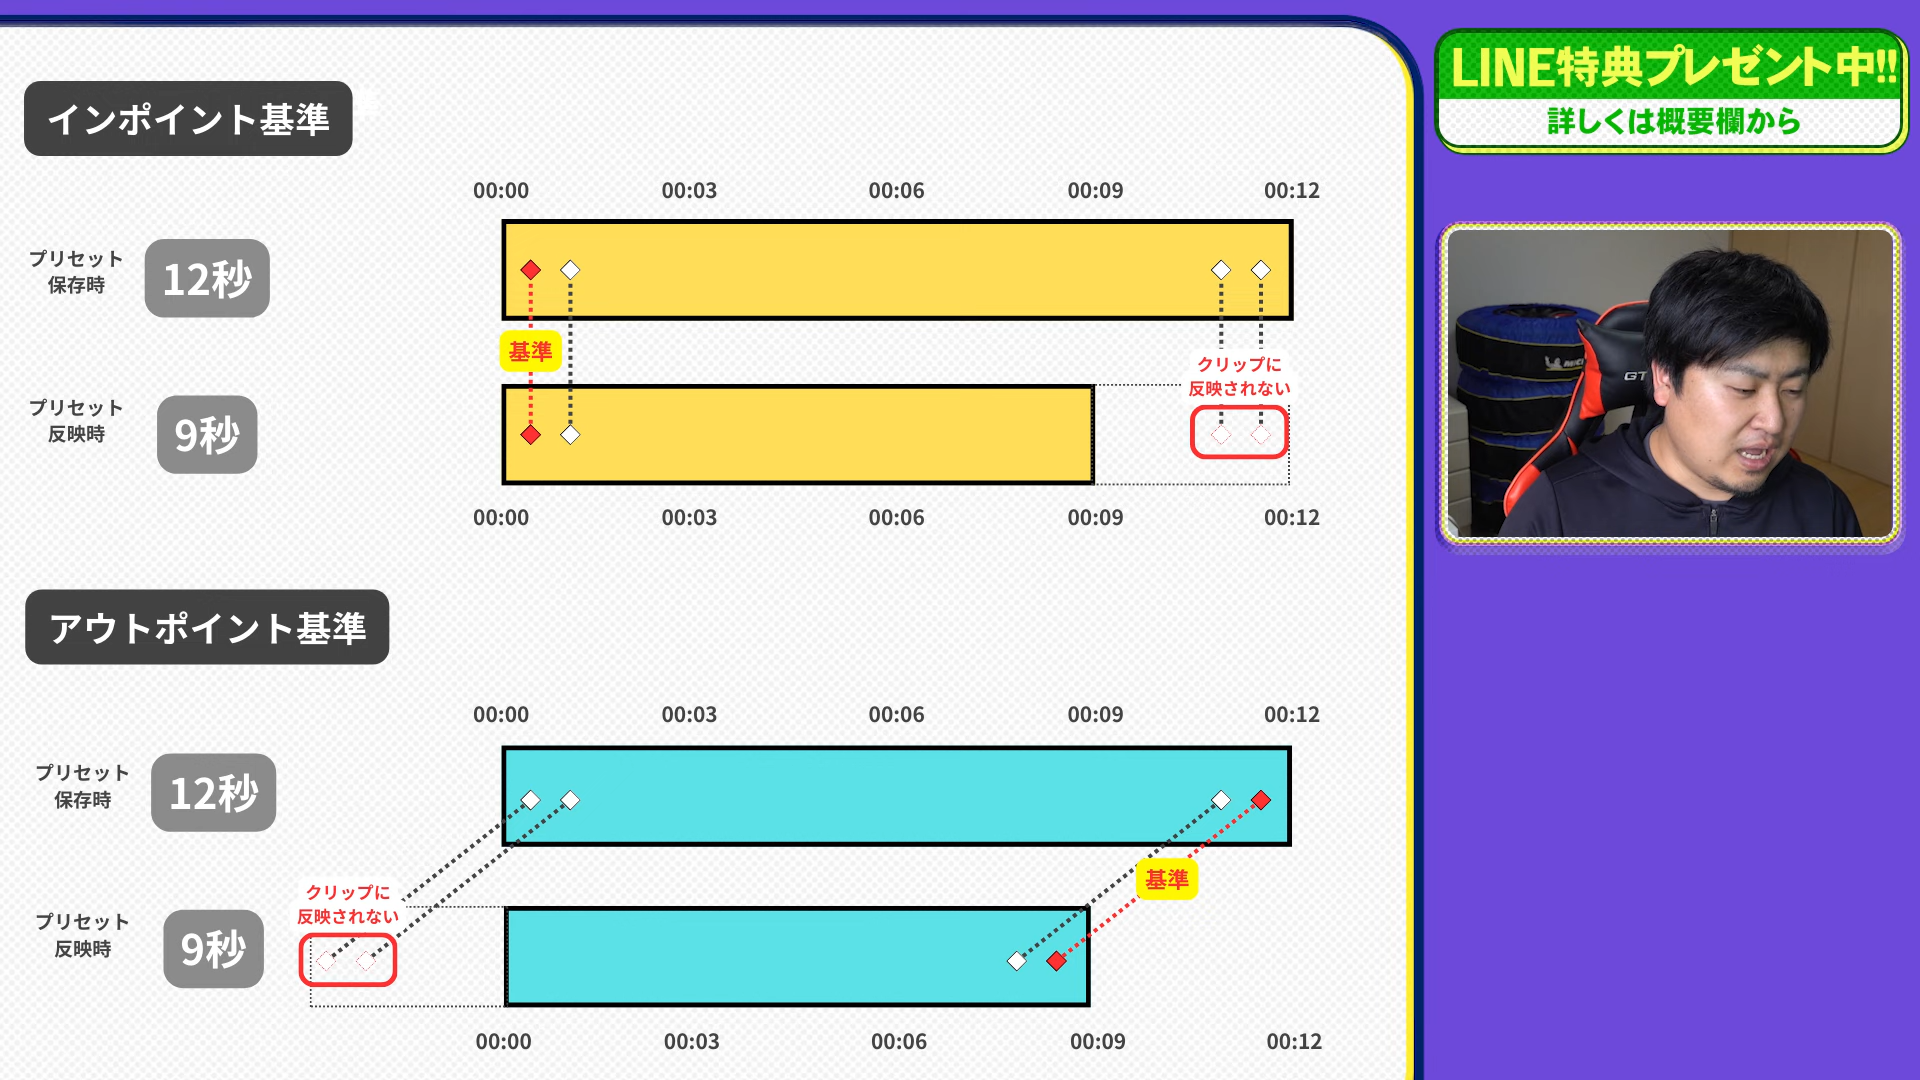 インポイント基準
00:00 00:03 00:06 00:09 00:12
プリセット
保存時
12秒
基準
クリップに
反映されない
プリセット
反映時
9秒
00:00 00:03 00:06 00:09 00:12
アウトポイント基準
00:00 00:03 00:06 00:09 00:12
プリセット
保存時
12秒
基準
クリップに
反映されない
プリセット
反映時
9秒
00:00 00:03 00:06 00:09 00:12
LINE特典プレゼント中!!
詳しくは概要欄から
GT